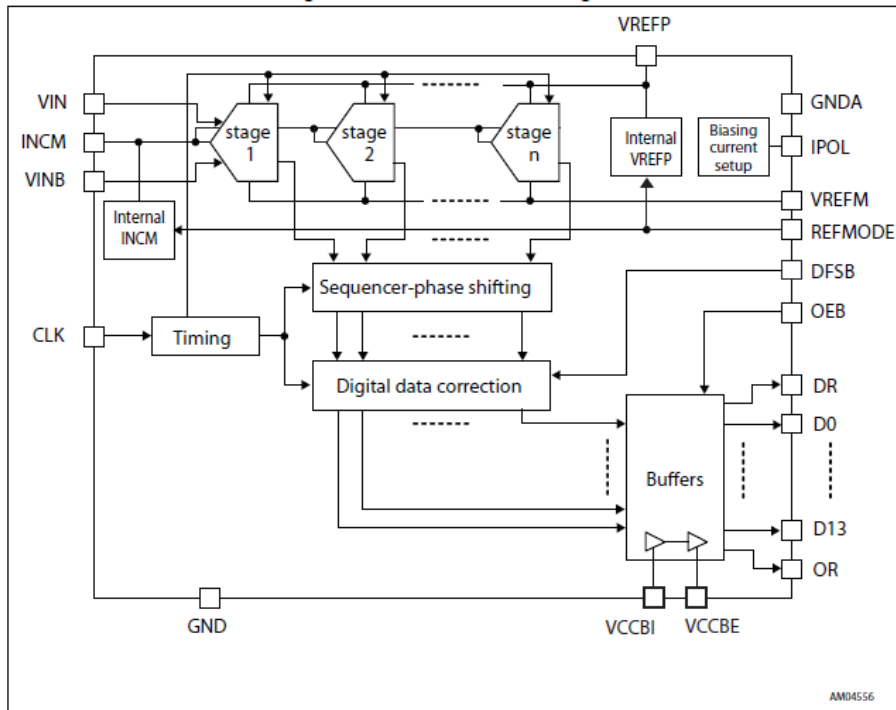 VREFP
VIN
GNDA
stage
1
stage
2
stage
n
Internal
VREFP
Biasing
current
setup
INCM
IPOL
VINB
Internal
INCM
VREFM
REFMODE
DFSB
Sequencer-phase shifting
OEB
CLK
Timing
Digital data correction
DR
D0
Buffers
D13
OR
GND
VCCBI
VCCBE
AM04556